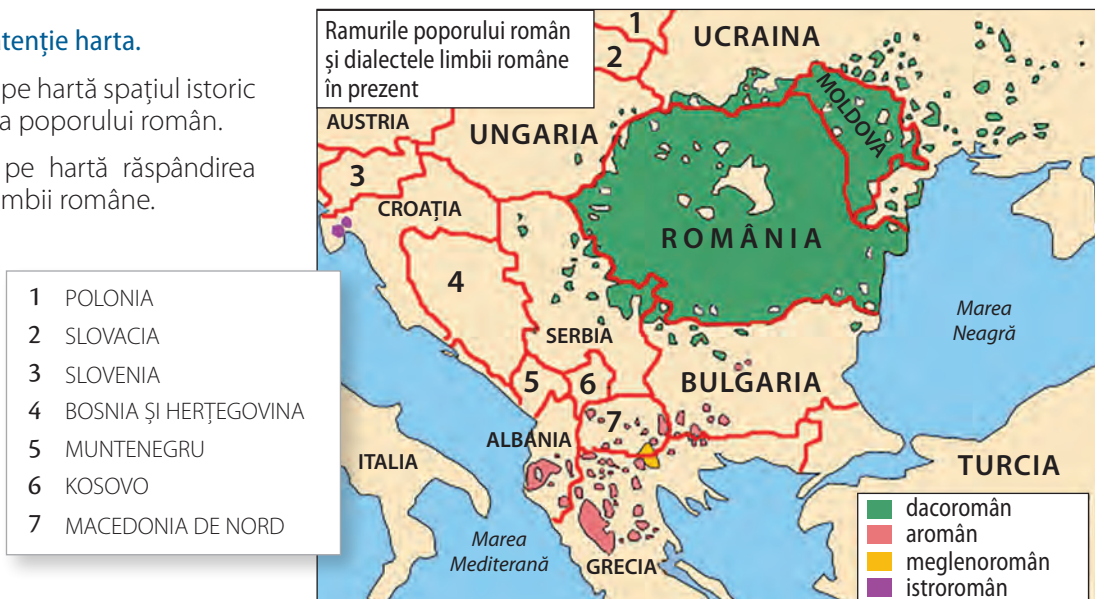 tenție harta.
pe hartă spațiul istoric
a poporului român.
pe hartă răspândirea
imbii române.
1 POLONIA
2 SLOVACIA
3 SLOVENIA
4 BOSNIA ȘI HERȚEGOVINA
5 MUNTENEGRU
6 KOSOVO
7 MACEDONIA DE NORD
Ramurile poporului român
și dialectele limbii române
în prezent
1
2
UCRAINA
AUSTRIA
UNGARIA
MOLDOVA
3
CROAȚIA
ROMÂNIA
4
SERBIA
Marea
Neagră
5
6
BULGARIA
7
ALBANIA
ITALIA
TURCIA
Marea
Mediterană
GRECIA
dacoromân
aromân
meglenoromân
istroromân